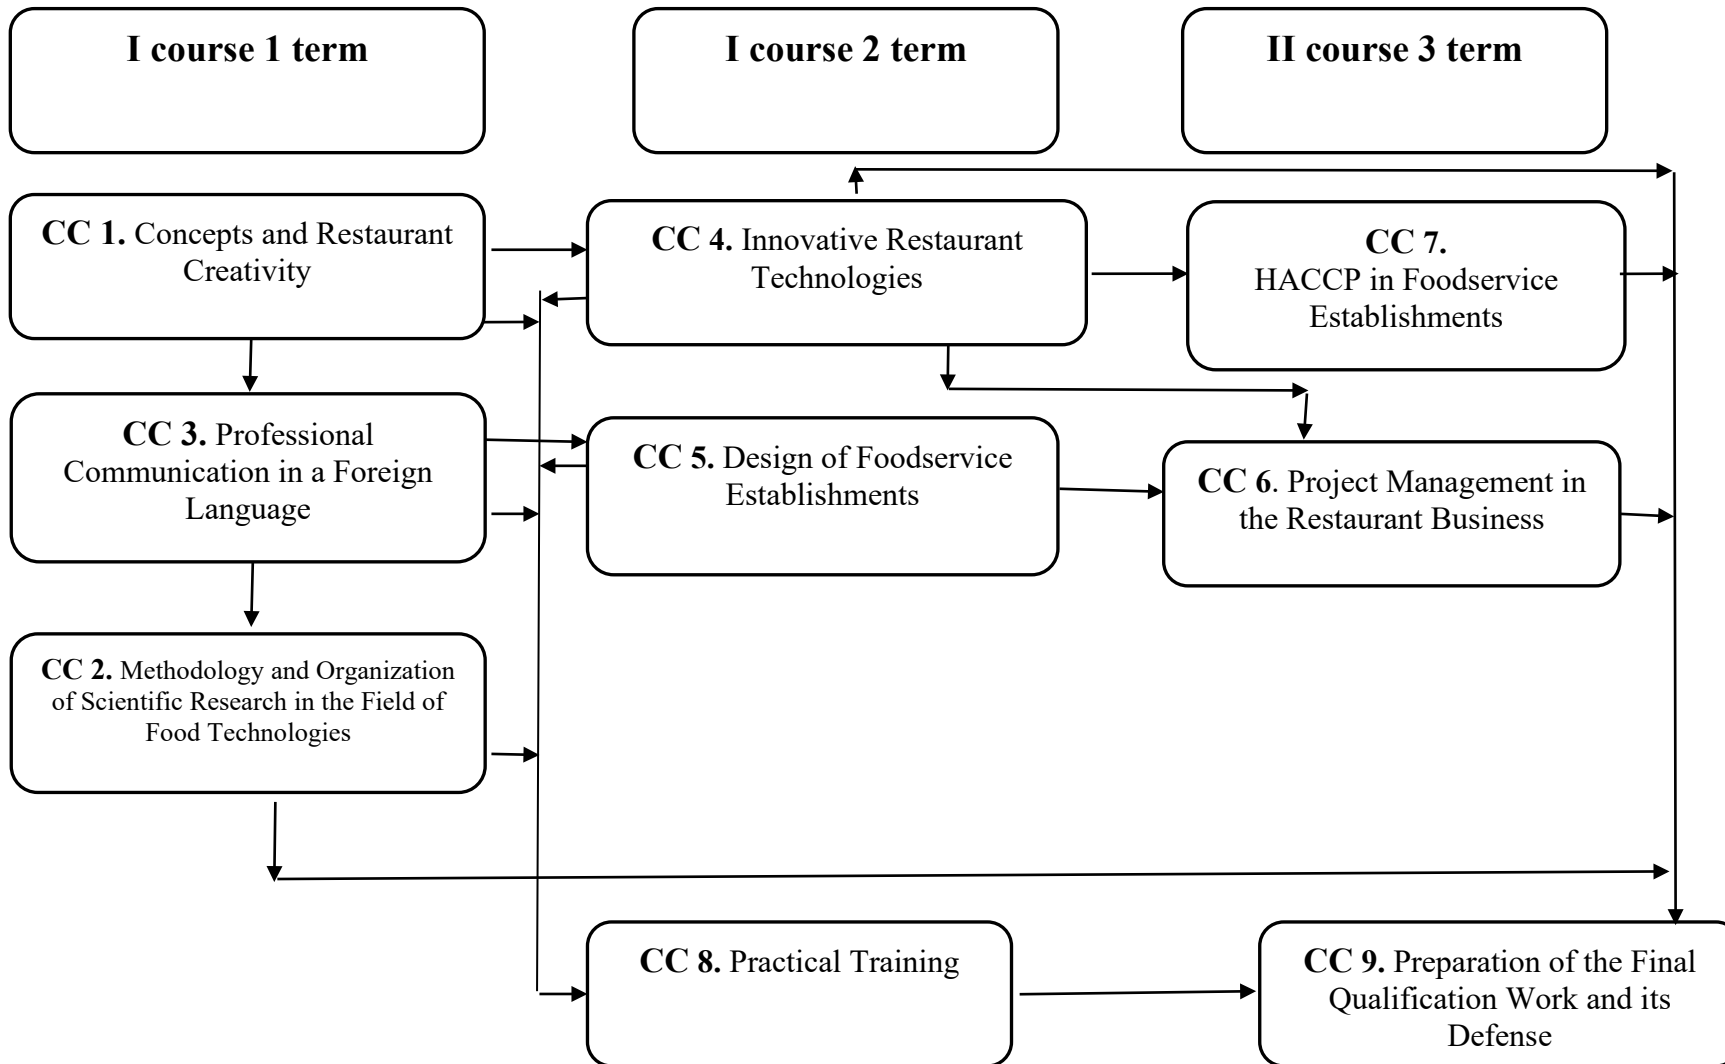 I course 1 term
I course 2 term
II course 3 term
CC 1. Concepts and Restaurant
Creativity
CC 4. Innovative Restaurant
Technologies
CC 7.
HACCP in Foodservice
Establishments
CC 3. Professional
Communication in a Foreign
Language
CC 5. Design of Foodservice
Establishments
CC 6. Project Management in
the Restaurant Business
CC 2. Methodology and Organization
of Scientific Research in the Field of
Food Technologies
CC 8. Practical Training
CC 9. Preparation of the Final
Qualification Work and its
Defense